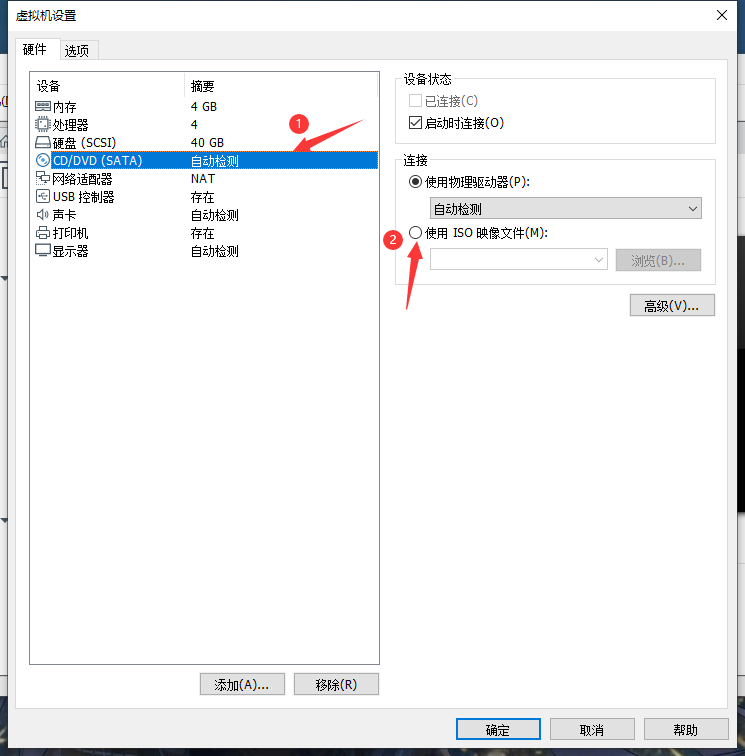 虚拟机设置
硬件 选项
设备 摘要
内存 4 GB
处理器 4
硬盘 (SCSI) 40 GB
CD/DVD (SATA) 自动检测
网络适配器 NAT
USB 控制器 存在
声卡 自动检测
打印机 存在
显示器 自动检测
1
添加(A)... 移除(R)
设备状态
已连接(C)
启动时连接(O)
连接
使用物理驱动器(P):
自动检测
2
使用 ISO 映像文件(M):
浏览(B)...
高级(V)...
确定 取消 帮助